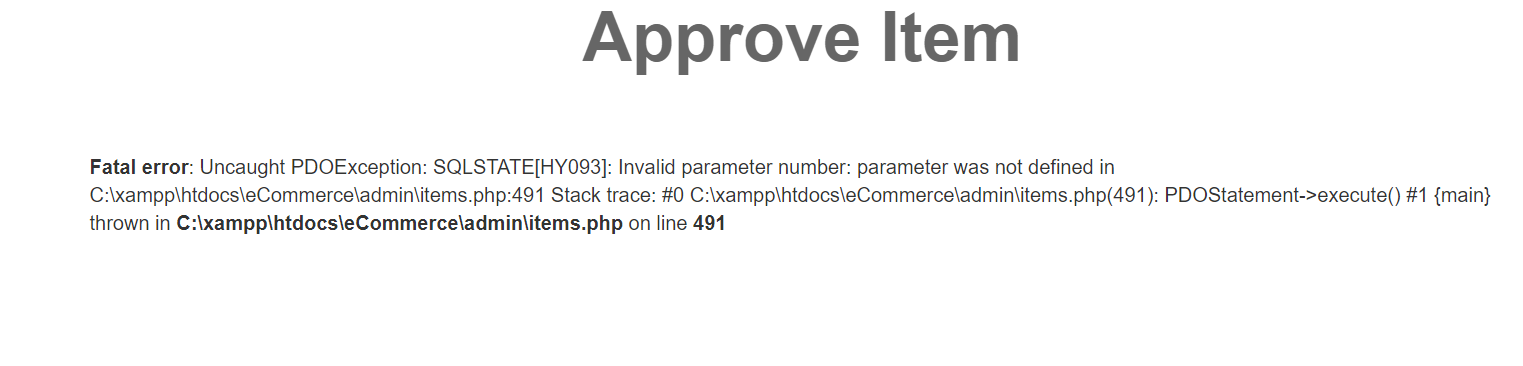 Approve Item
Fatal error: Uncaught PDOException: SQLSTATE[HY093]: Invalid parameter number: parameter was not defined in
C:\xampp\htdocs\eCommerce\admin\items.php:491 Stack trace: #0 C:\xampp\htdocs\eCommerce\admin\items.php(491): PDOStatement->execute() #1 {main}
thrown in C:\xampp\htdocs\eCommerce\admin\items.php on line 491